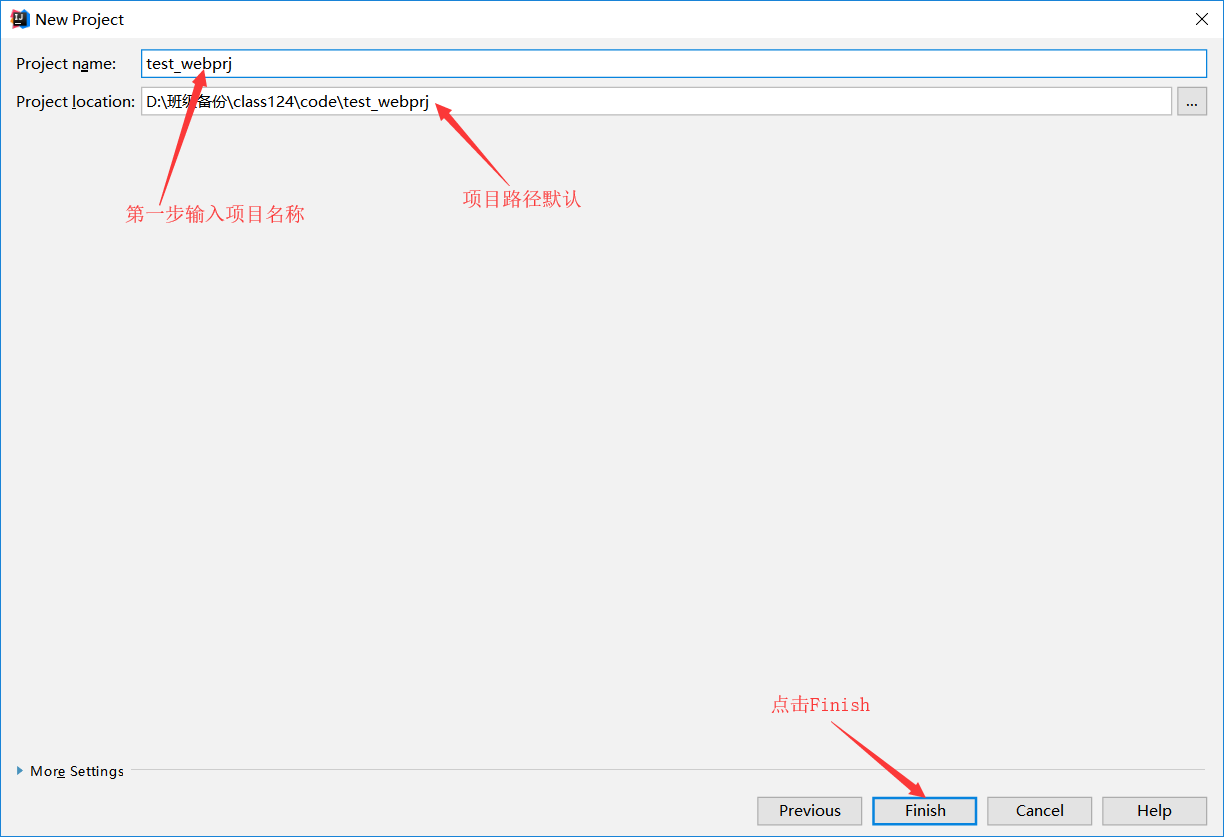 New Project
Project name: test_webprj
Project location: D:\班级备份\class124\code\test_webprj ...
项目路径默认
第一步输入项目名称
点击Finish
More Settings
Previous Finish Cancel Help